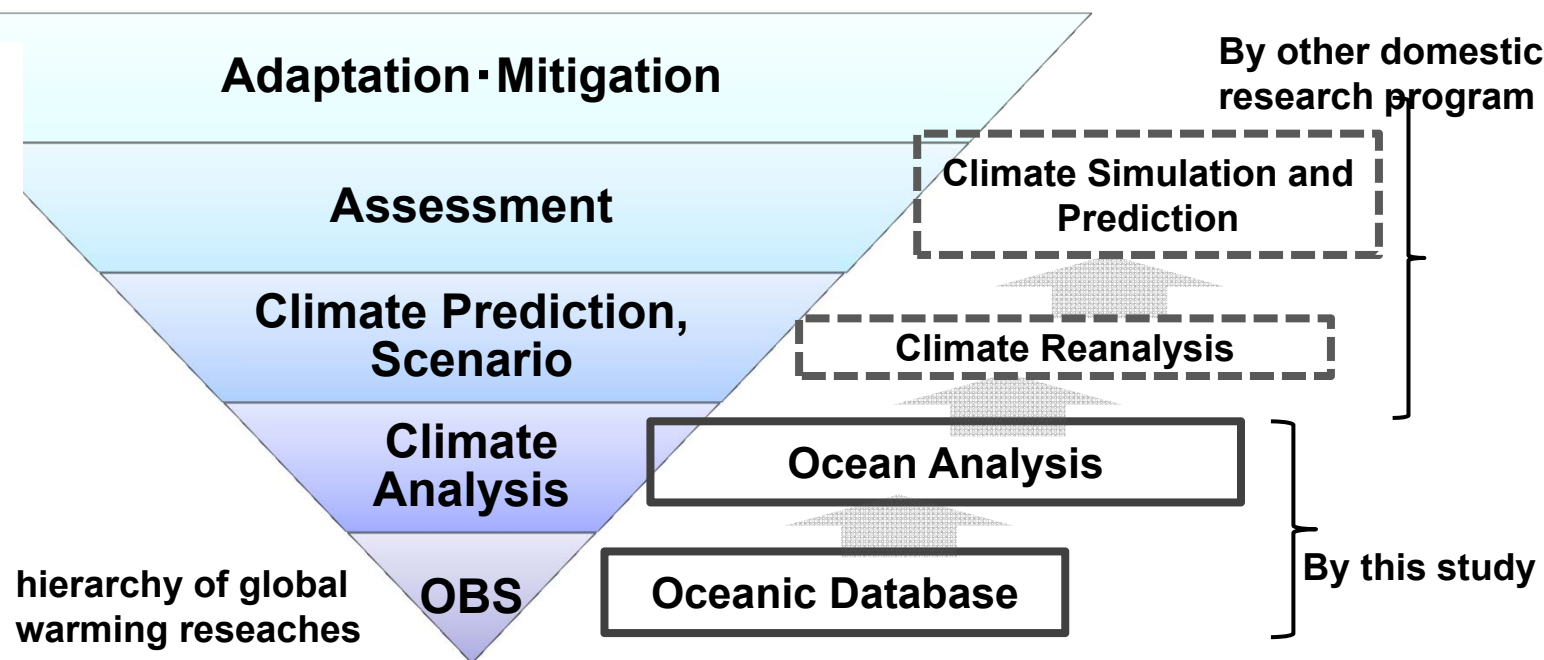 Adaptation・Mitigation
By other domestic
research program
Assessment
Climate Simulation and
Prediction
Climate Prediction,
Scenario
Climate Reanalysis
Climate
Analysis
Ocean Analysis
OBS
Oceanic Database
By this study
hierarchy of global
warming reseaches